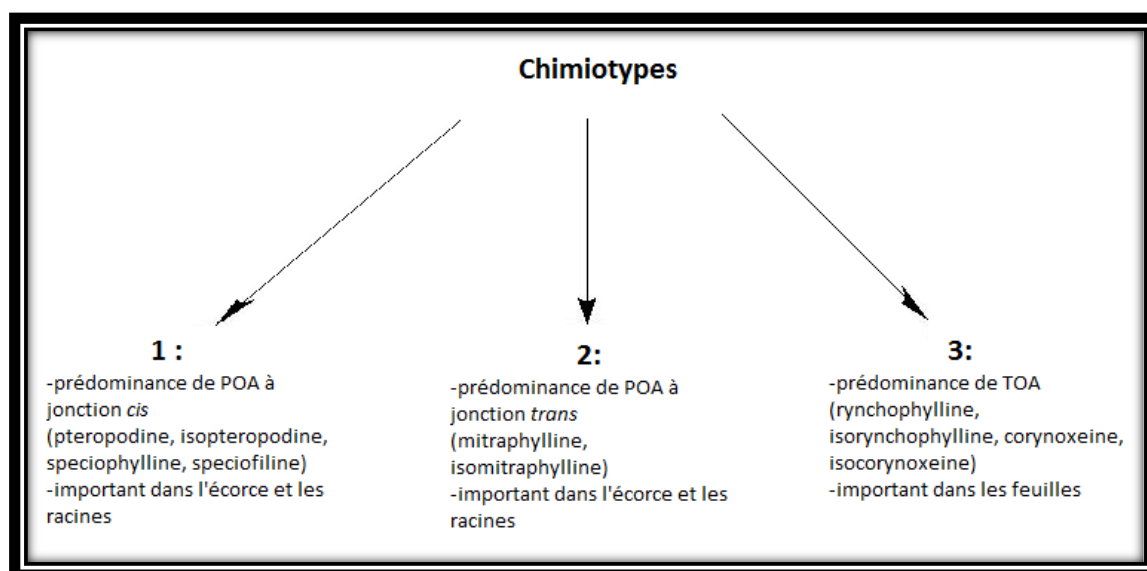 Chimiotypes
1 :
-prédominance de POA à
jonction cis
(pteropodine, isopteropodine,
speciophylline, speciofiline)
-important dans l'écorce et les
racines
2:
-prédominance de POA à
jonction trans
(mitraphylline,
isomitraphylline)
-important dans l'écorce et les
racines
3:
-prédominance de TOA
(rynchophylline,
isorynchophylline, corynoxeine,
isocorynoxeine)
-important dans les feuilles